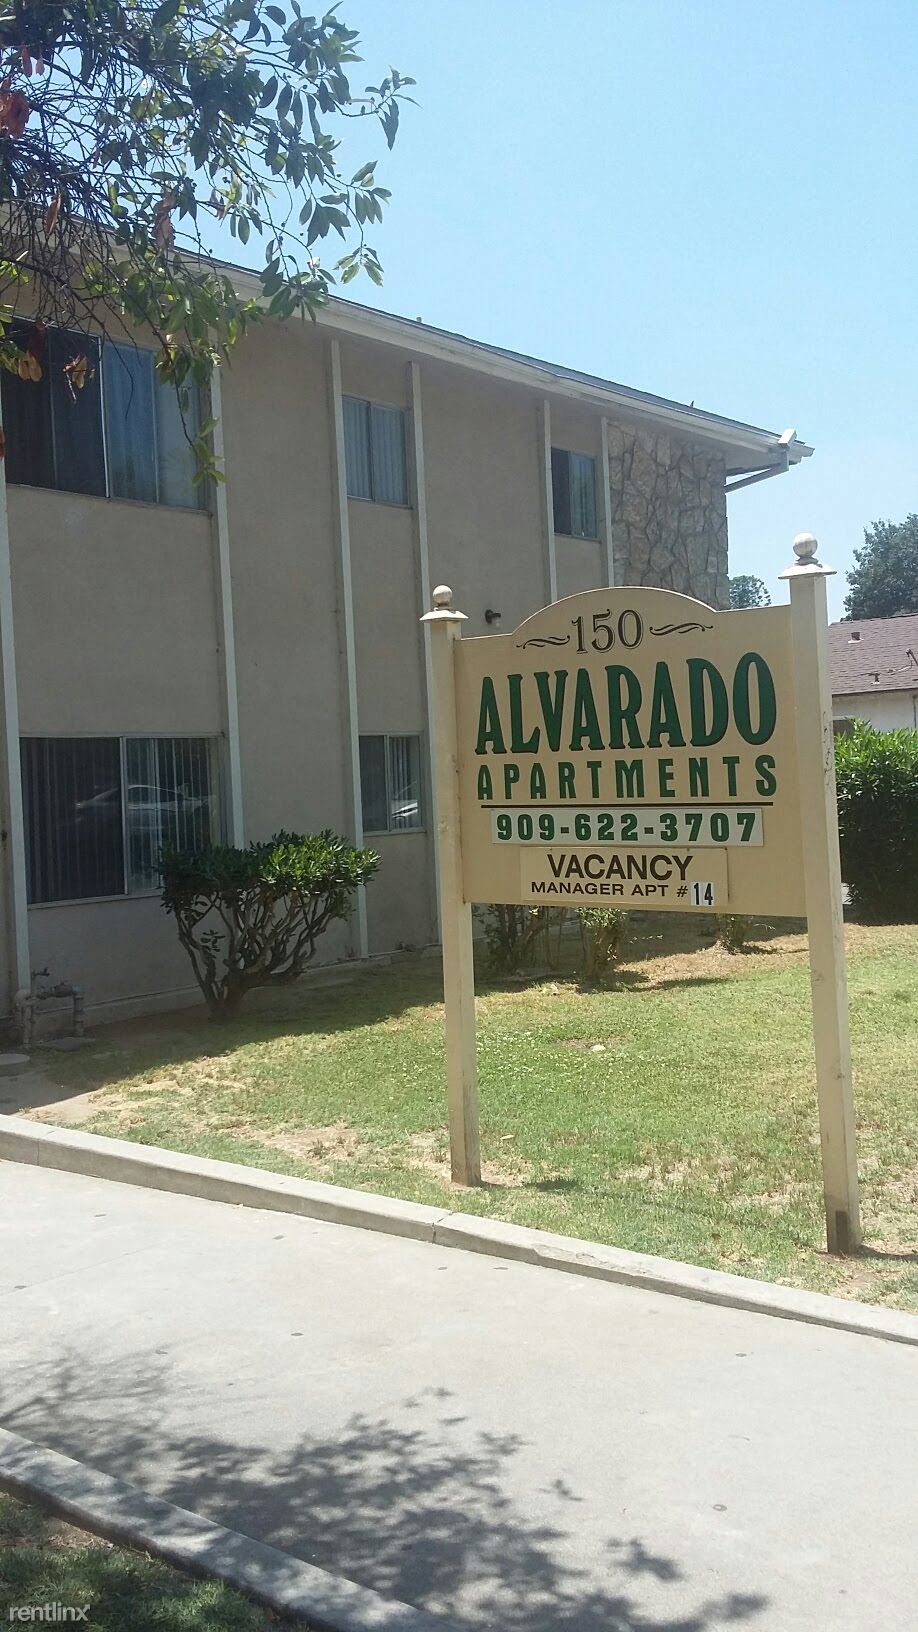 150
ALVARADO
APARTMENTS
909-622-3707
VACANCY
MANAGER APT #14
rentlinx